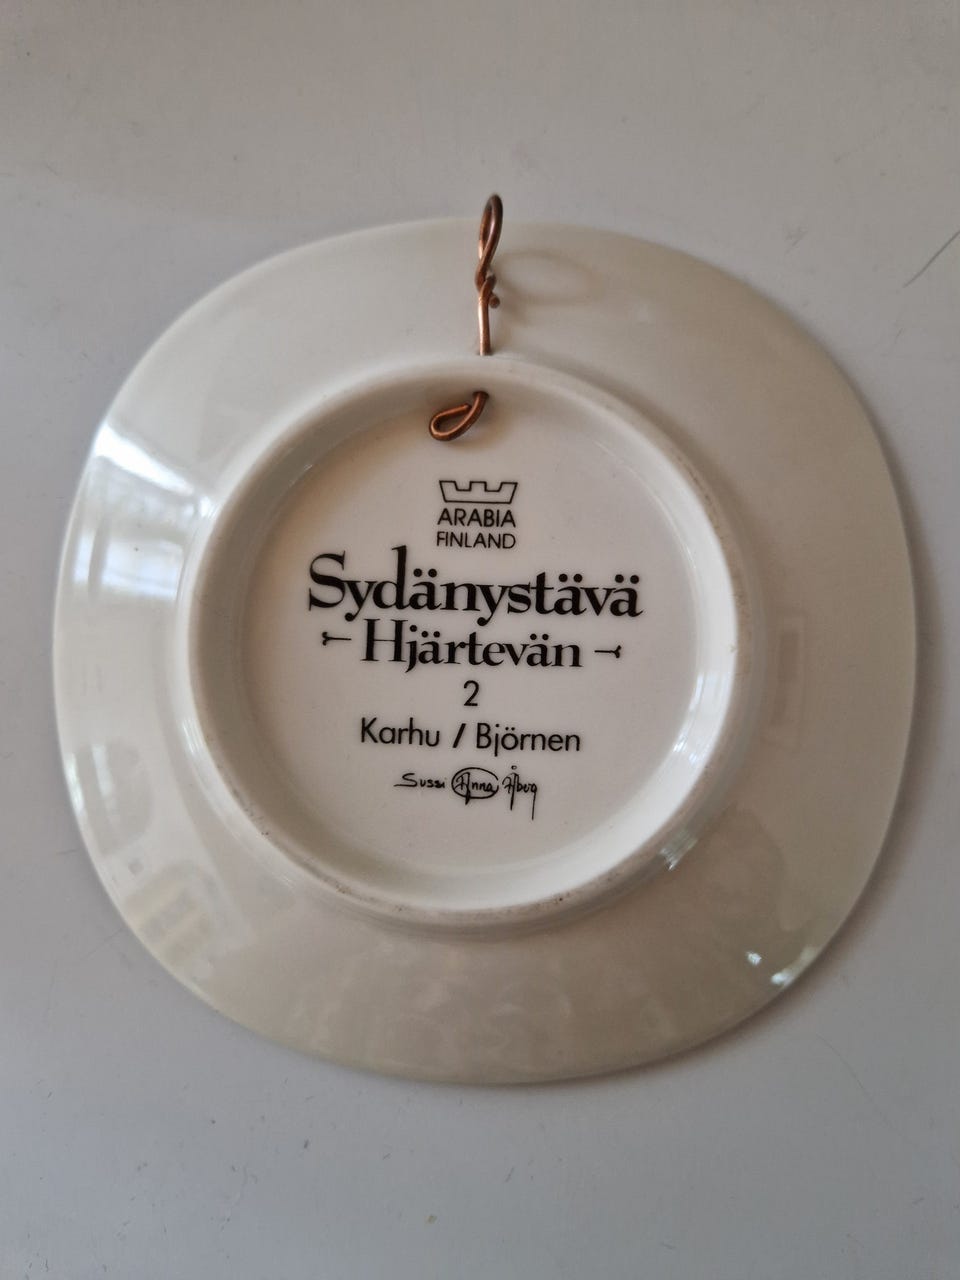 ARABIA
FINLAND
Sydänystävä
Hjärtevän
2
Karhu / Björnen
Sussi Anna Åberg